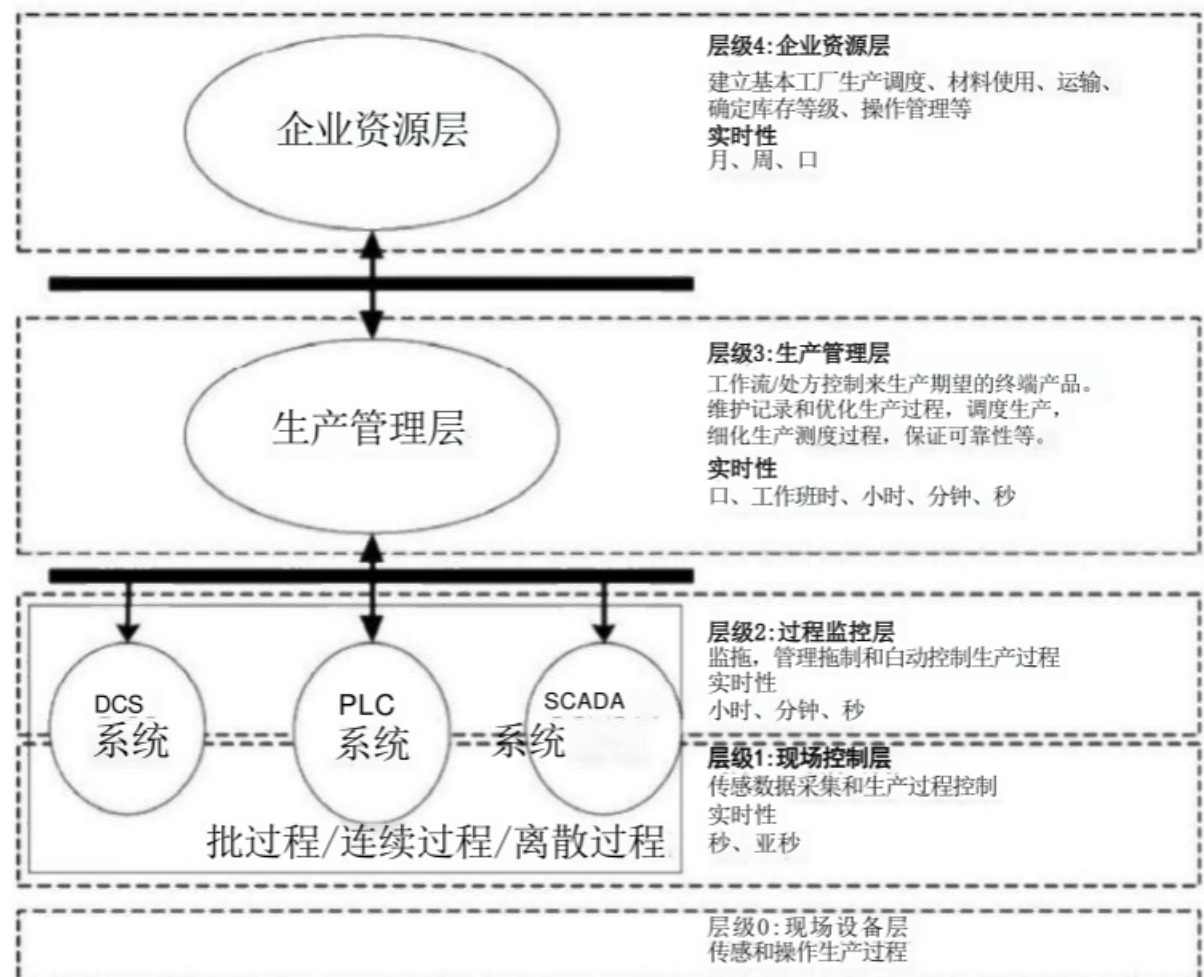 层级4:企业资源层
建立基本工厂生产调度、材料使用、运输、
确定库存等级、操作管理等
实时性
月、周、口
企业资源层
层级3:生产管理层
工作流/处方控制来生产期望的终端产品。
维护记录和优化生产过程，调度生产，
细化生产测度过程，保证可靠性等。
实时性
口、工作班时、小时、分钟、秒
生产管理层
层级2:过程监控层
监拖，管理拖制和白动控制生产过程
实时性
小时、分钟、秒
DCS
系统
PLC
系统
SCADA
系统
层级1:现场控制层
传感数据采集和生产过程控制
实时性
秒、亚秒
批过程/连续过程/离散过程
层级0:现场设备层
传感和操作生产过程